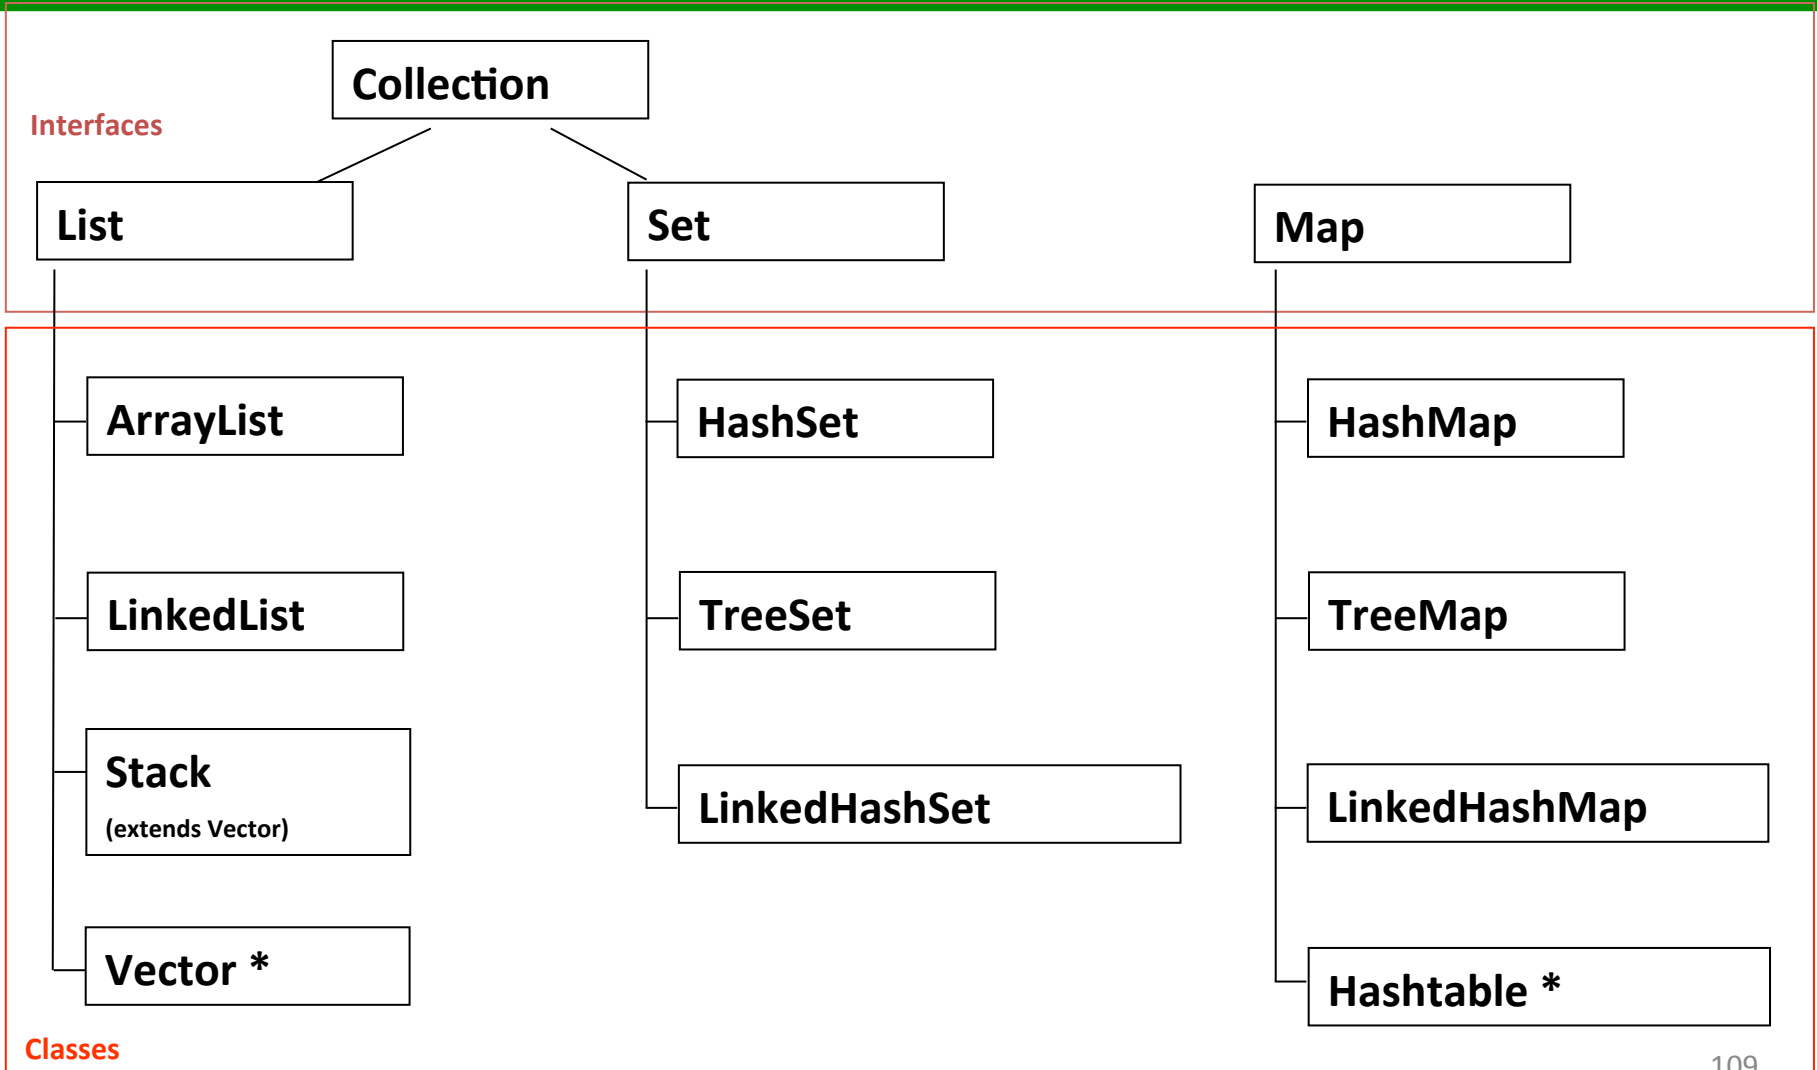 Collection
Interfaces
List
Set
Map
ArrayList
HashSet
HashMap
LinkedList
TreeSet
TreeMap
Stack
(extends Vector)
LinkedHashSet
LinkedHashMap
Vector *
Hashtable *
Classes
109